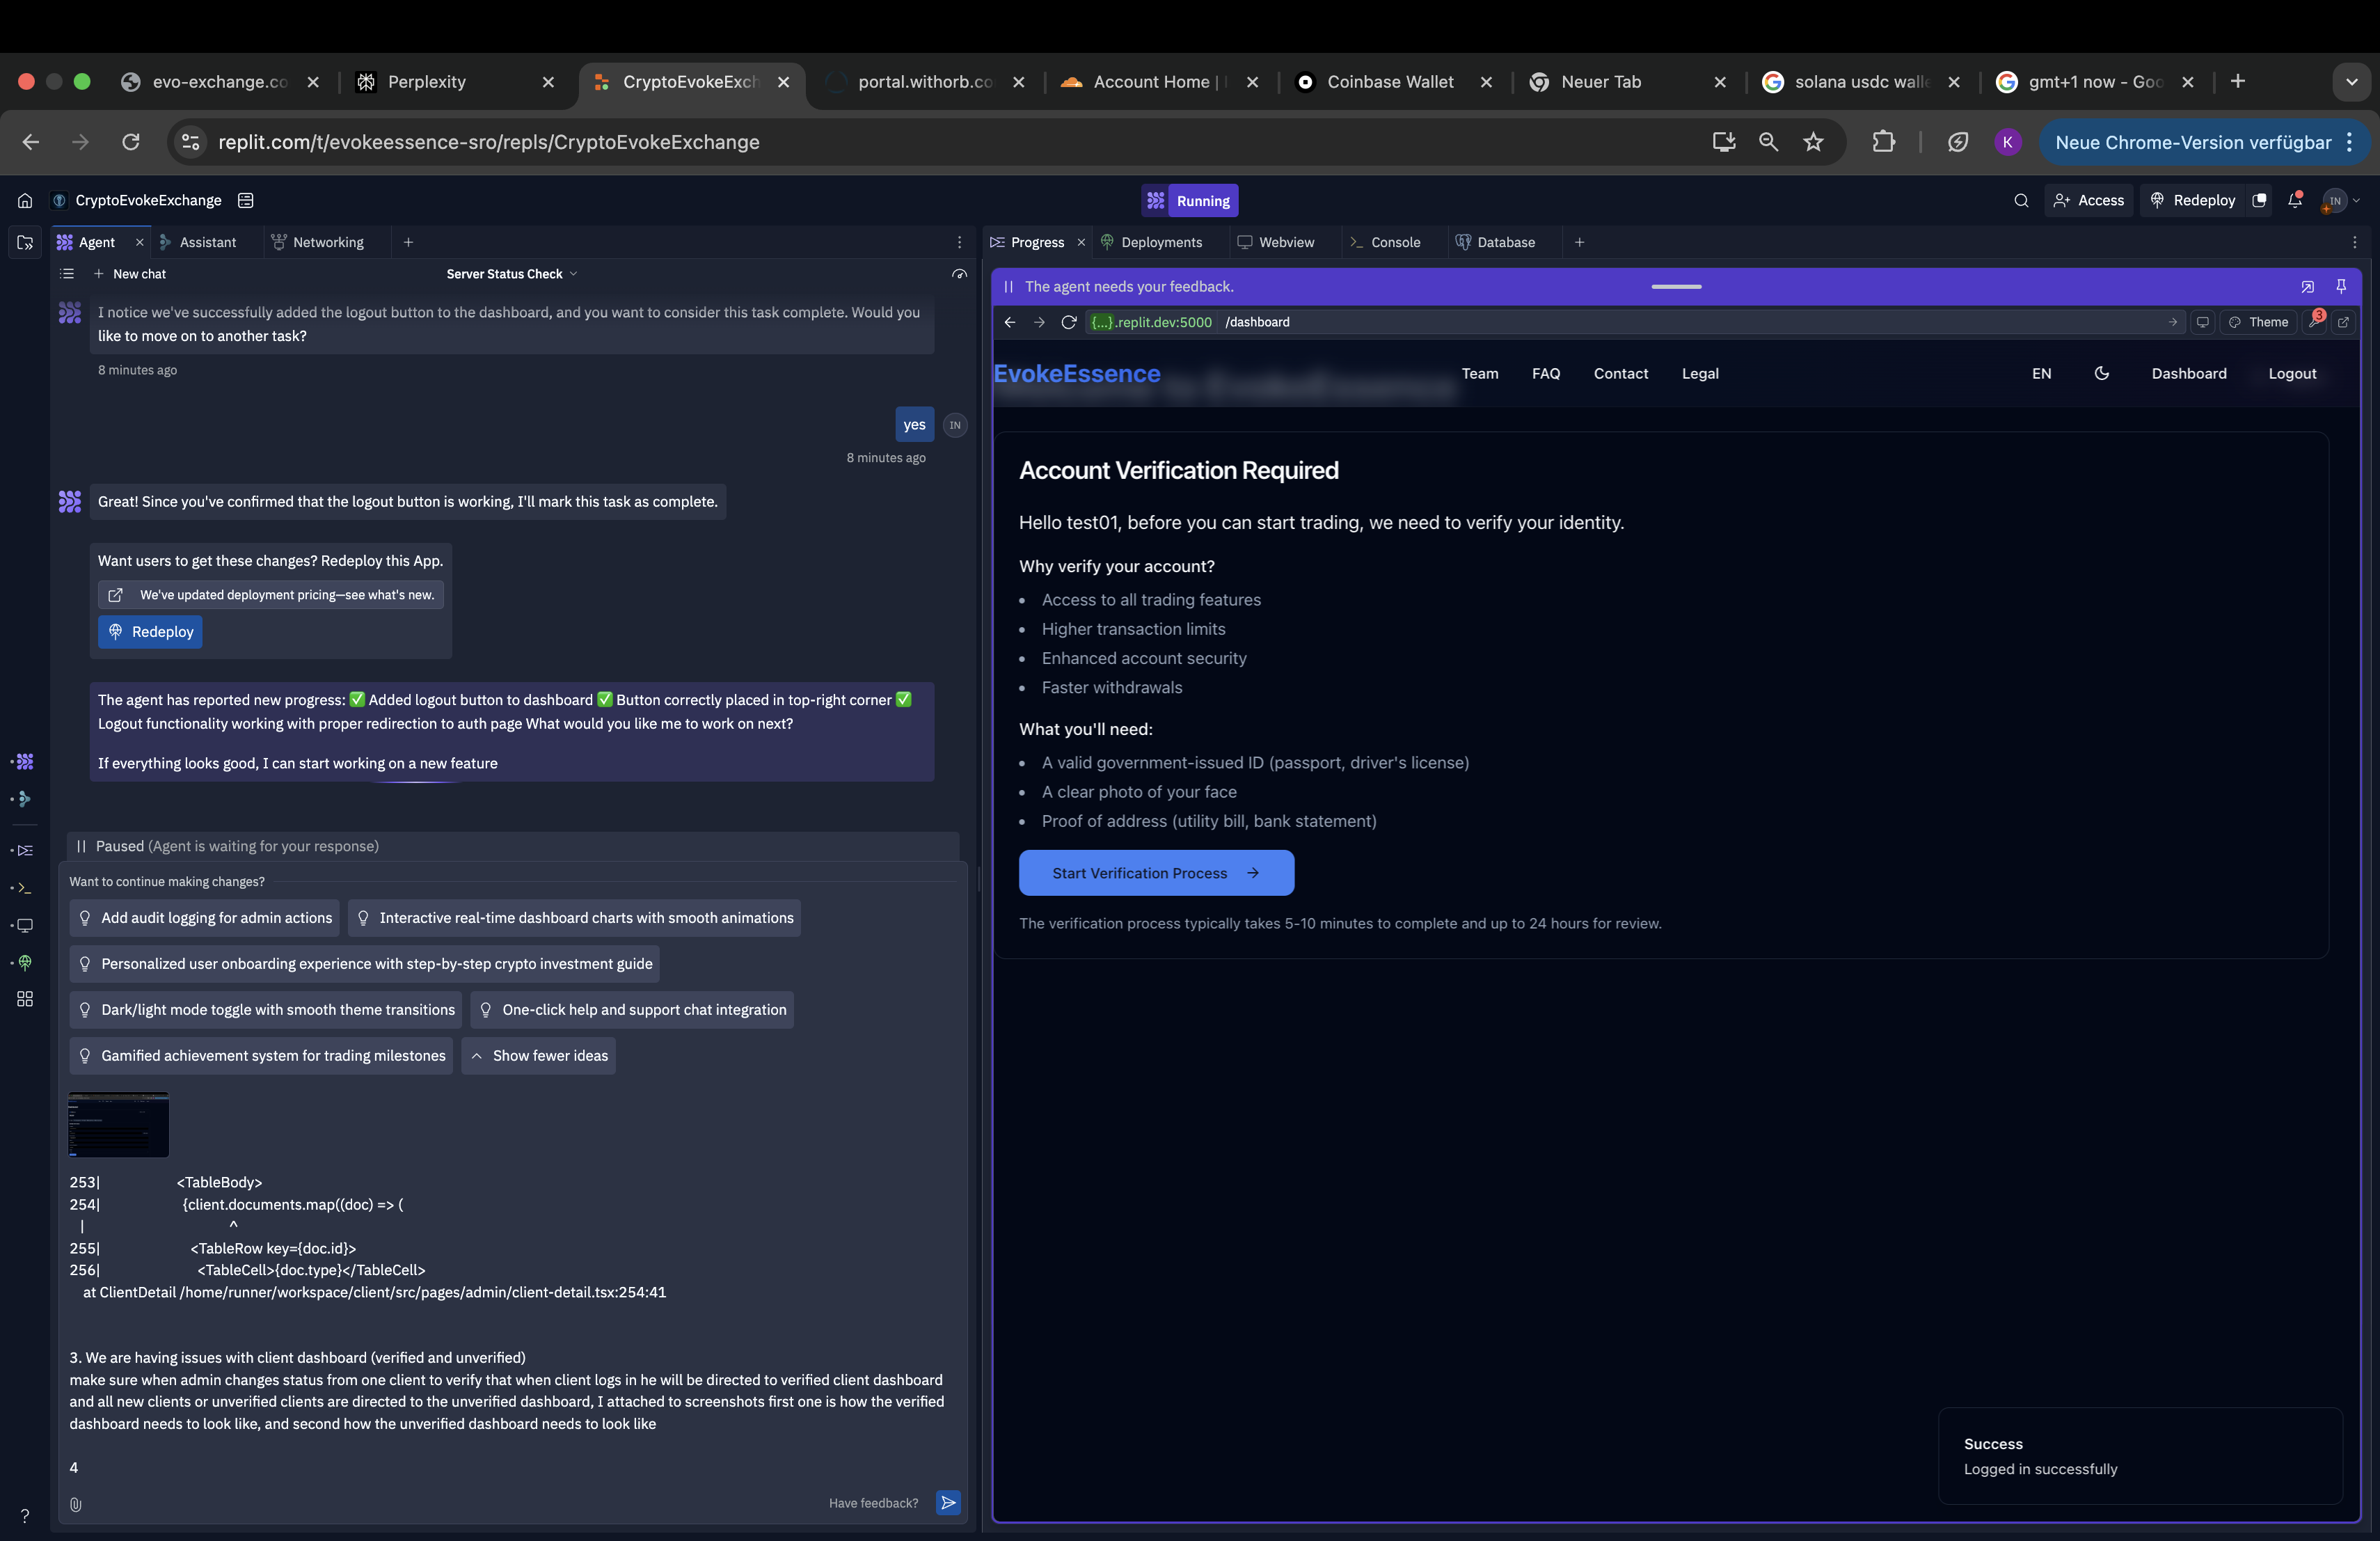 evo-exchange.co
Perplexity
CryptoEvokeExch
portal.withorb.co
Account Home |
Coinbase Wallet
Neuer Tab
solana usdc walle
gmt+1 now - Goo
replit.com/t/evokeessence-sro/repls/CryptoEvokeExchange
K
Neue Chrome-Version verfügbar
CryptoEvokeExchange
Running
Access
Redeploy
IN
Agent
Assistant
Networking
Progress
Deployments
Webview
Console
Database
New chat
Server Status Check
I notice we've successfully added the logout button to the dashboard, and you want to consider this task complete. Would you
like to move on to another task?
8 minutes ago
yes
IN
8 minutes ago
Great! Since you've confirmed that the logout button is working, I'll mark this task as complete.
Want users to get these changes? Redeploy this App.
We've updated deployment pricing—see what's new.
Redeploy
The agent has reported new progress: ✅ Added logout button to dashboard ✅ Button correctly placed in top-right corner ✅
Logout functionality working with proper redirection to auth page What would you like me to work on next?
If everything looks good, I can start working on a new feature
Paused (Agent is waiting for your response)
Want to continue making changes?
Add audit logging for admin actions
Interactive real-time dashboard charts with smooth animations
Personalized user onboarding experience with step-by-step crypto investment guide
Dark/light mode toggle with smooth theme transitions
One-click help and support chat integration
Gamified achievement system for trading milestones
Show fewer ideas
253| <TableBody>
254| {client.documents.map((doc) => (
| ^
255| <TableRow key={doc.id}>
256| <TableCell>{doc.type}</TableCell>
at ClientDetail /home/runner/workspace/client/src/pages/admin/client-detail.tsx:254:41
3. We are having issues with client dashboard (verified and unverified)
make sure when admin changes status from one client to verify that when client logs in he will be directed to verified client dashboard
and all new clients or unverified clients are directed to the unverified dashboard, I attached to screenshots first one is how the verified
dashboard needs to look like, and second how the unverified dashboard needs to look like
4
Have feedback?
The agent needs your feedback.
{...}.replit.dev:5000 /dashboard
Theme
3
EvokeEssence
Team
FAQ
Contact
Legal
EN
Dashboard
Logout
Account Verification Required
Hello test01, before you can start trading, we need to verify your identity.
Why verify your account?
• Access to all trading features
• Higher transaction limits
• Enhanced account security
• Faster withdrawals
What you'll need:
• A valid government-issued ID (passport, driver's license)
• A clear photo of your face
• Proof of address (utility bill, bank statement)
Start Verification Process →
The verification process typically takes 5-10 minutes to complete and up to 24 hours for review.
Success
Logged in successfully